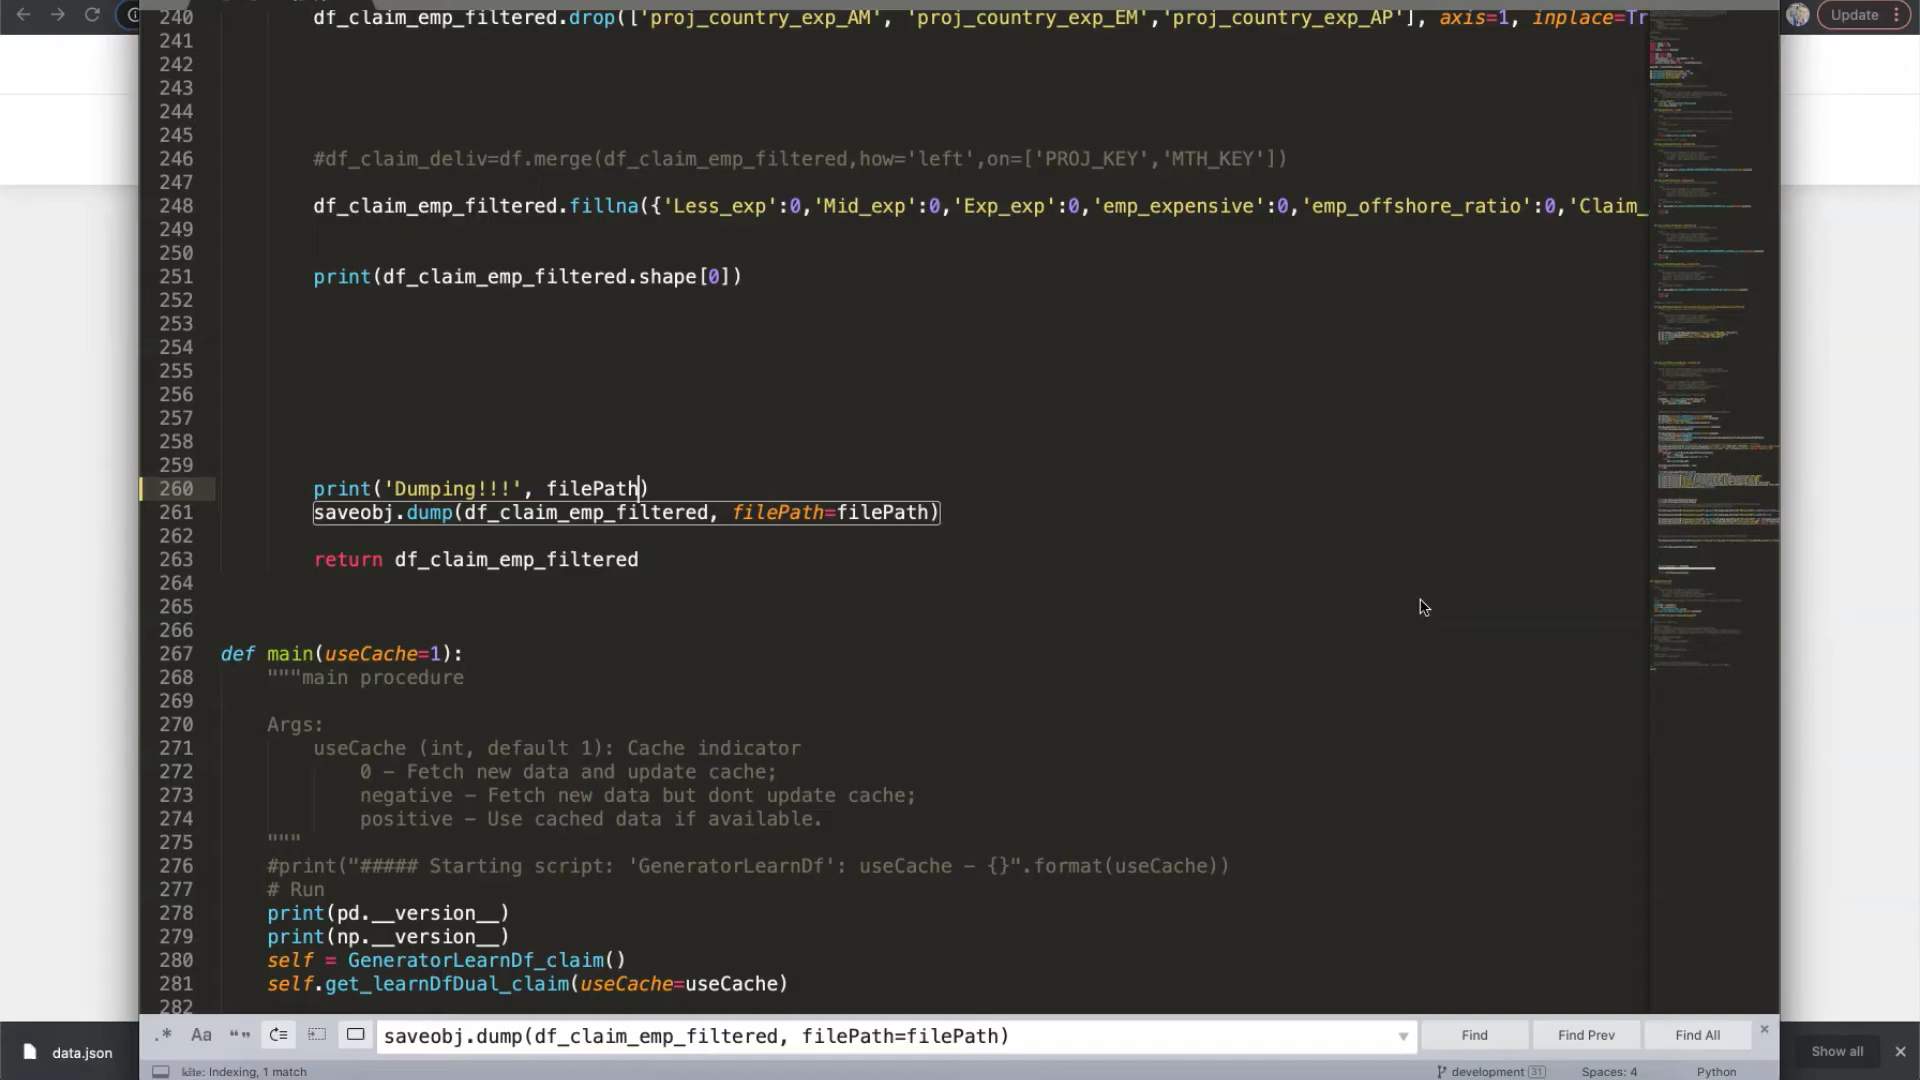 Update
240 df_claim_emp_filtered.drop(['proj_country_exp_AM', 'proj_country_exp_EM','proj_country_exp_AP'], axis=1, inplace=Tr
241
242
243
244
245
246 #df_claim_deliv=df.merge(df_claim_emp_filtered,how='left',on=['PROJ_KEY','MTH_KEY'])
247
248 df_claim_emp_filtered.fillna({'Less_exp':0,'Mid_exp':0,'Exp_exp':0,'emp_expensive':0,'emp_offshore_ratio':0,'Claim_
249
250
251 print(df_claim_emp_filtered.shape[0])
252
253
254
255
256
257
258
259
260 print('Dumping!!!', filePath)
261 saveobj.dump(df_claim_emp_filtered, filePath=filePath)
262
263 return df_claim_emp_filtered
264
265
266
267 def main(useCache=1):
268 """main procedure
269
270 Args:
271 useCache (int, default 1): Cache indicator
272 0 – Fetch new data and update cache;
273 negative – Fetch new data but dont update cache;
274 positive – Use cached data if available.
275 """
276 #print("##### Starting script: 'GeneratorLearnDf': useCache – {}".format(useCache))
277 # Run
278 print(pd.__version__)
279 print(np.__version__)
280 self = GeneratorLearnDf_claim()
281 self.get_learnDfDual_claim(useCache=useCache)
282
.* Aa “” saveobj.dump(df_claim_emp_filtered, filePath=filePath) Find Find Prev Find All
data.json Show all
kite: Indexing, 1 match development 31 Spaces: 4 Python